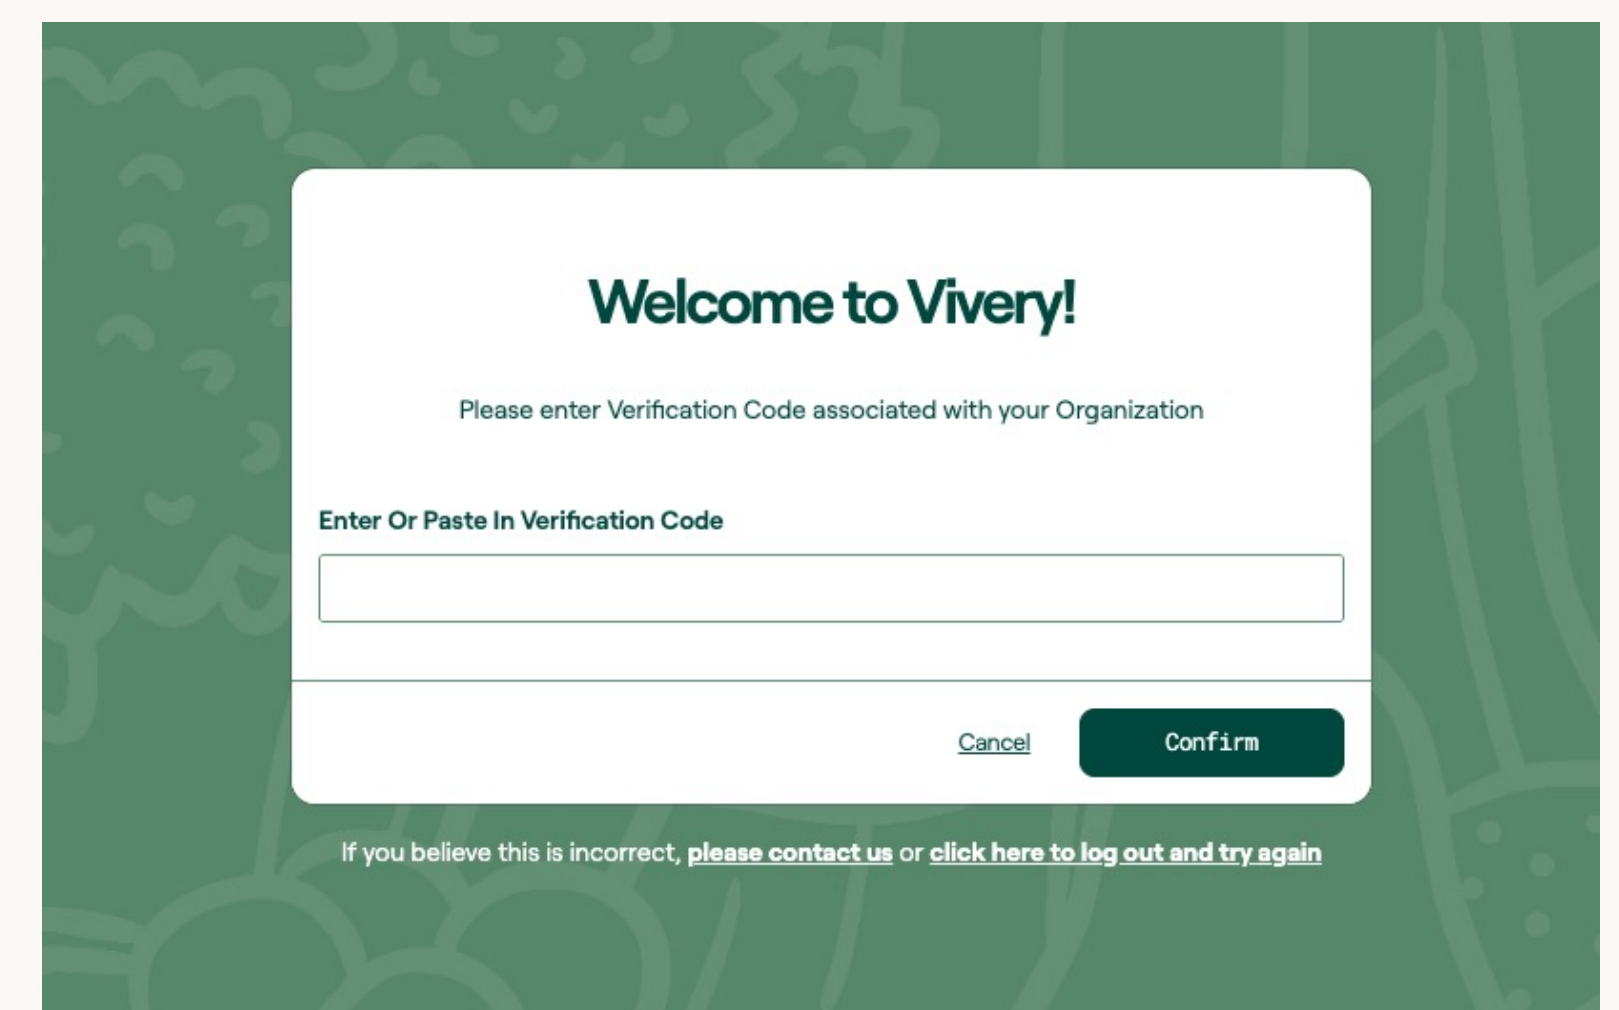 Welcome to Vivery!
Please enter Verification Code associated with your Organization
Enter Or Paste In Verification Code
Cancel
Confirm
If you believe this is incorrect, please contact us or click here to log out and try again